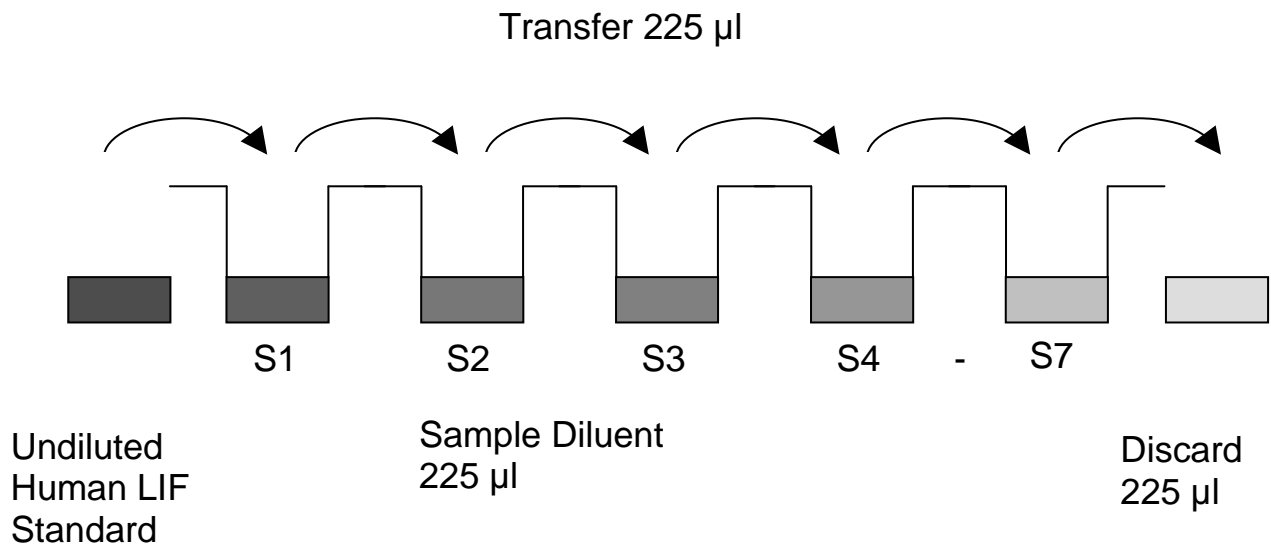 Transfer 225 µl
S1 S2 S3 S4 - S7
Undiluted
Human LIF
Standard
Sample Diluent
225 µl
Discard
225 µl